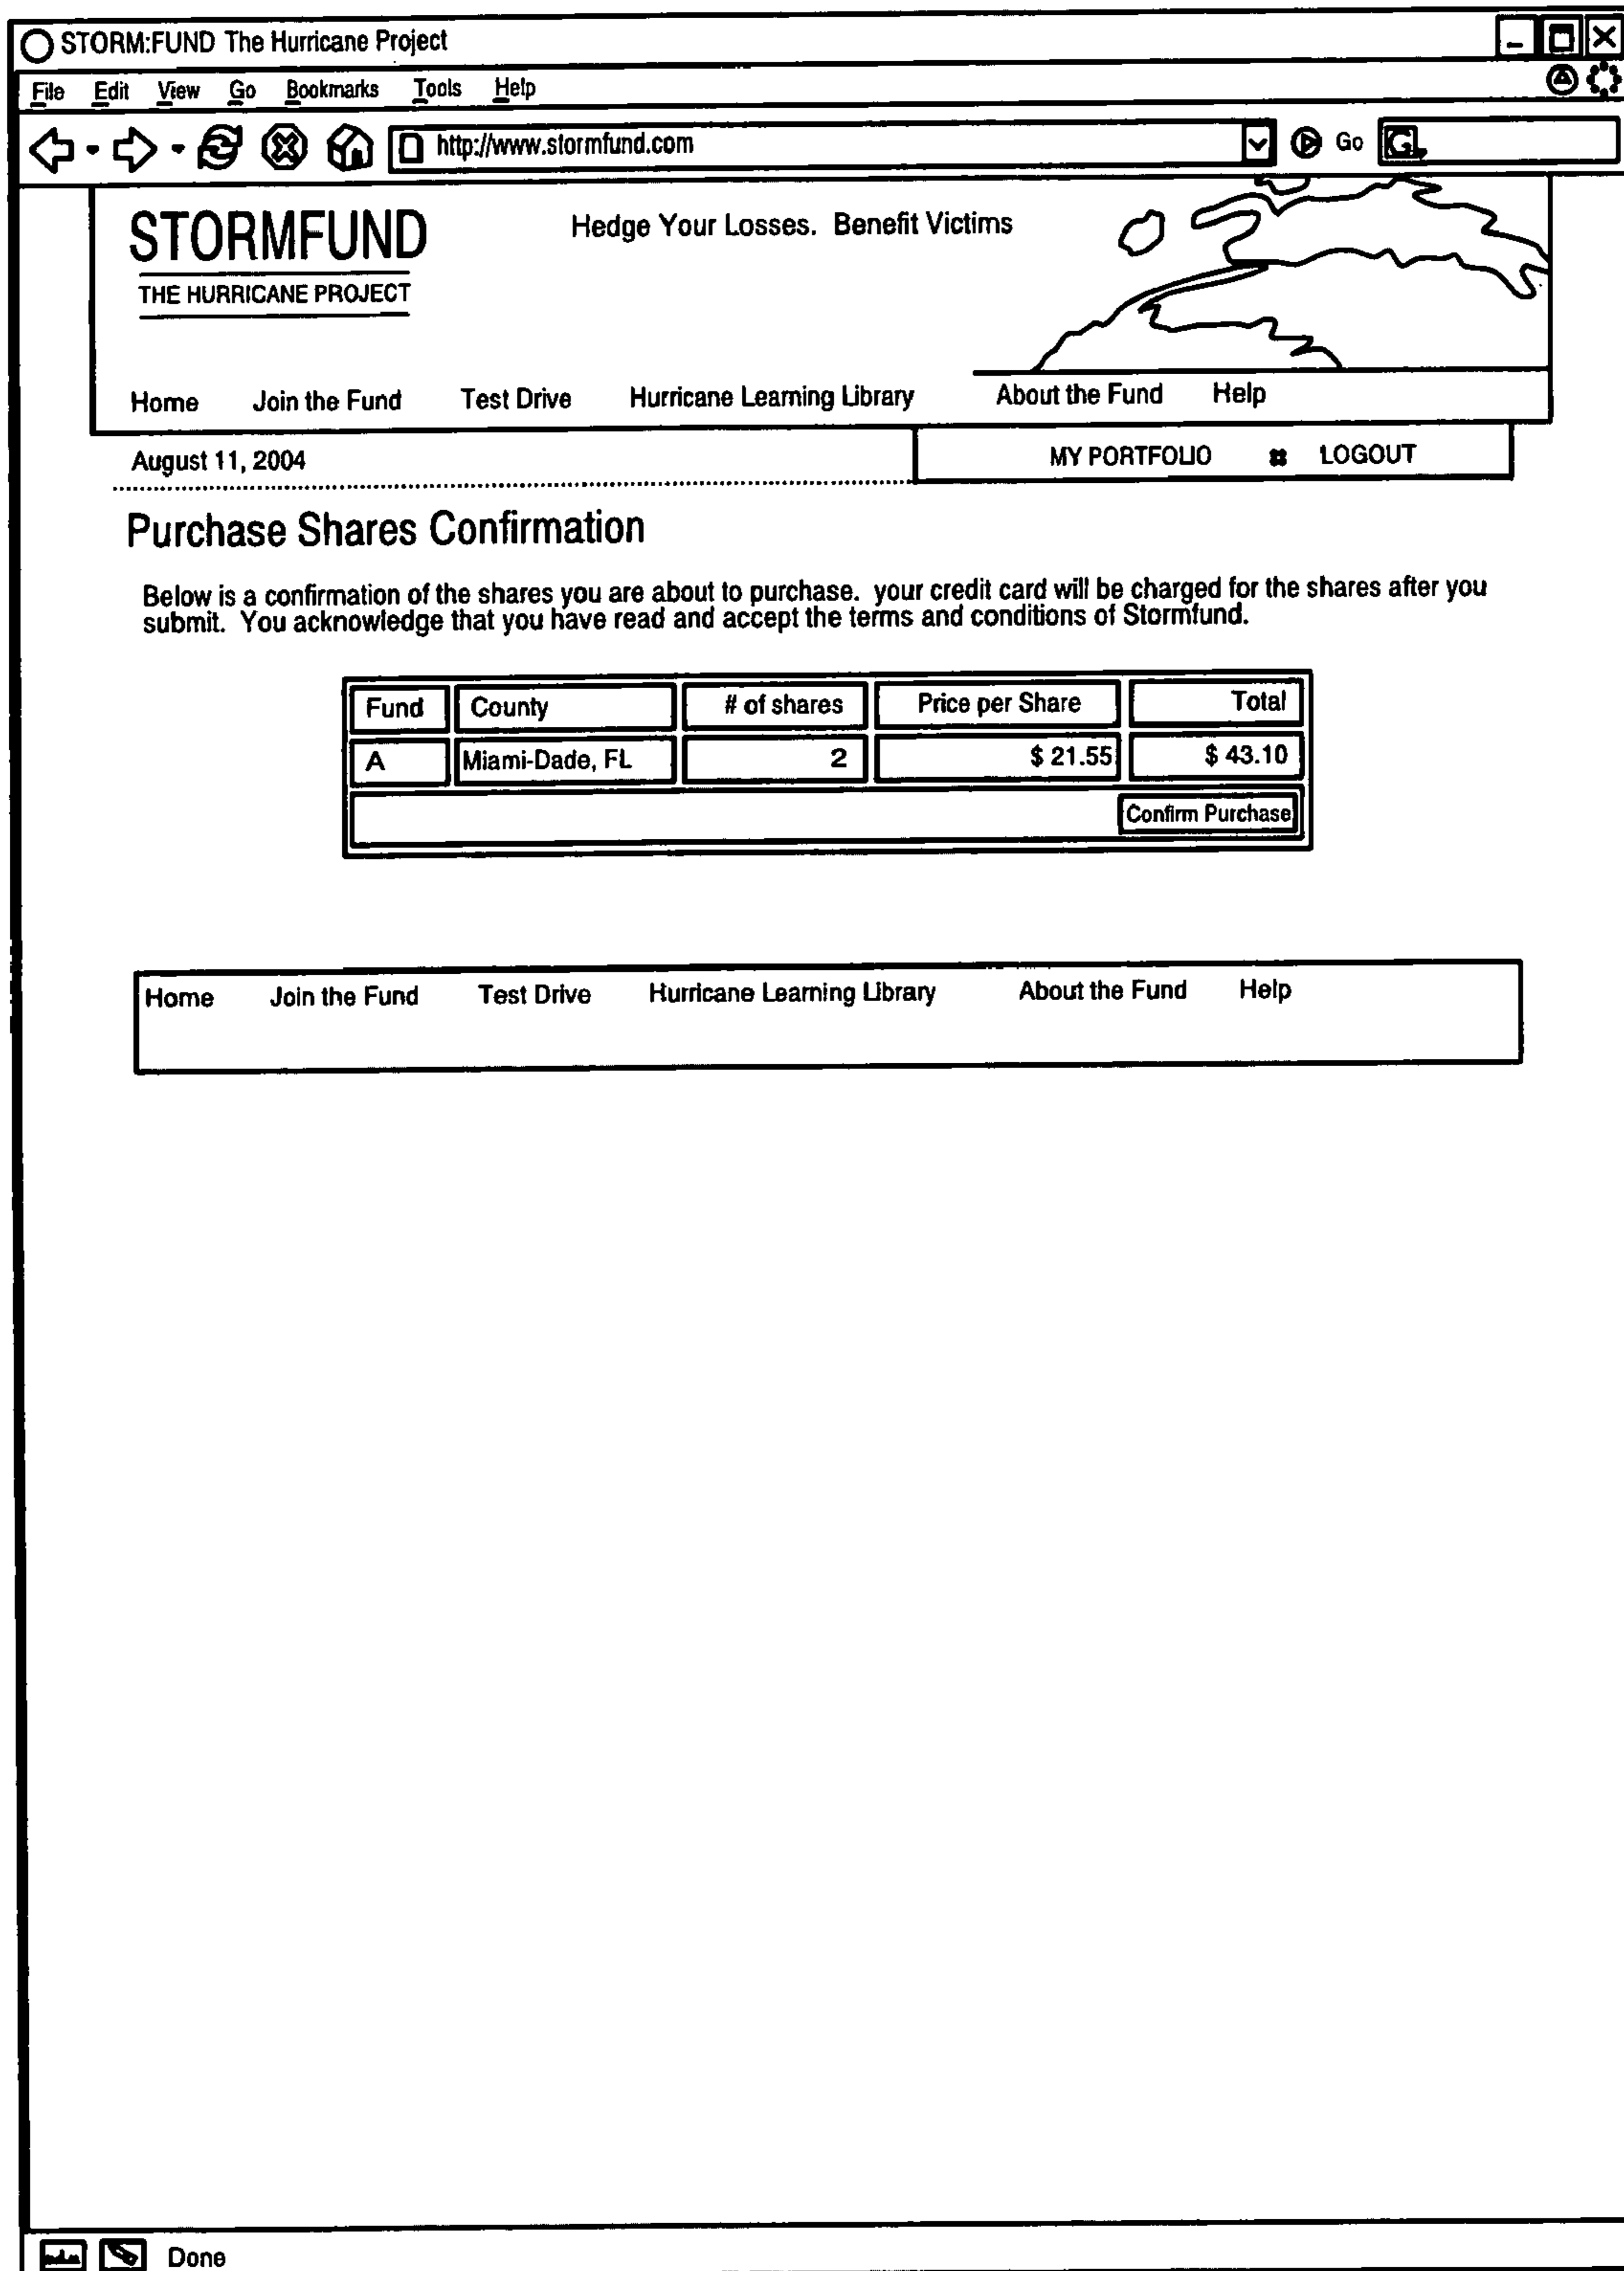 STORM:FUND The Hurricane Project
File Edit View Go Bookmarks Tools Help
http://www.stormfund.com Go G
STORMFUND Hedge Your Losses. Benefit Victims
THE HURRICANE PROJECT
Home Join the Fund Test Drive Hurricane Learning Library About the Fund Help
August 11, 2004 MY PORTFOLIO LOGOUT
Purchase Shares Confirmation
Below is a confirmation of the shares you are about to purchase. your credit card will be charged for the shares after you
submit. You acknowledge that you have read and accept the terms and conditions of Stormfund.
Fund County # of shares Price per Share Total
A Miami-Dade, FL 2 $ 21.55 $ 43.10
Confirm Purchase
Home Join the Fund Test Drive Hurricane Learning Library About the Fund Help
Done